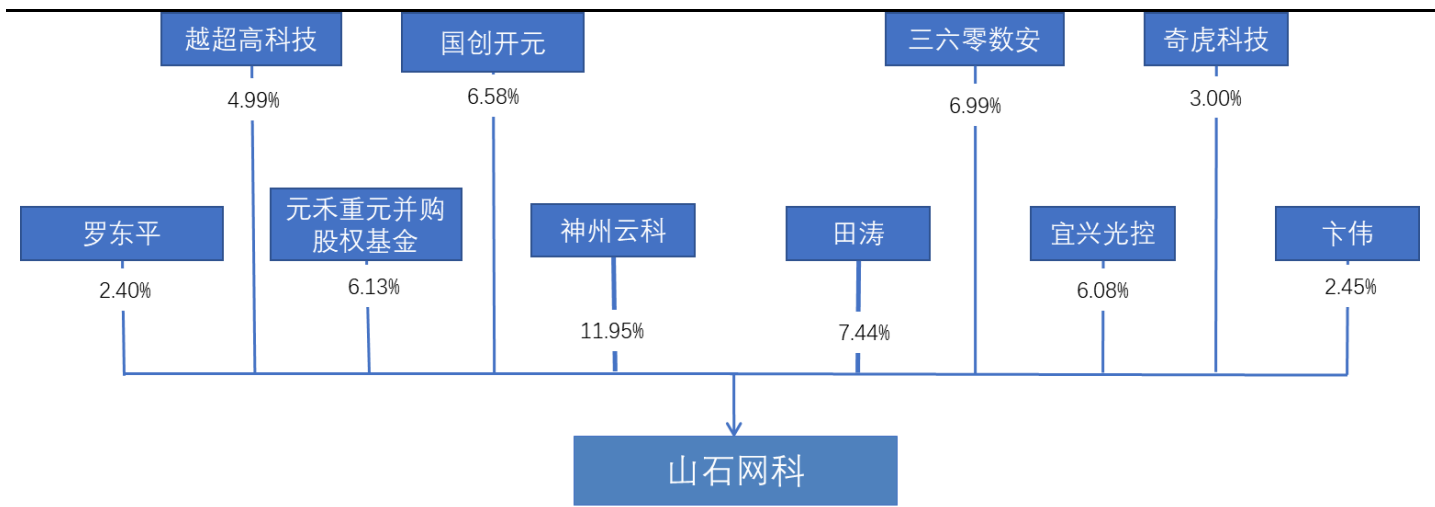 越超高科技
国创开元
三六零数安
奇虎科技
4.99%
6.58%
6.99%
3.00%
罗东平
元禾重元并购
股权基金
神州云科
田涛
宜兴光控
卞伟
2.40%
6.13%
11.95%
7.44%
6.08%
2.45%
山石网科